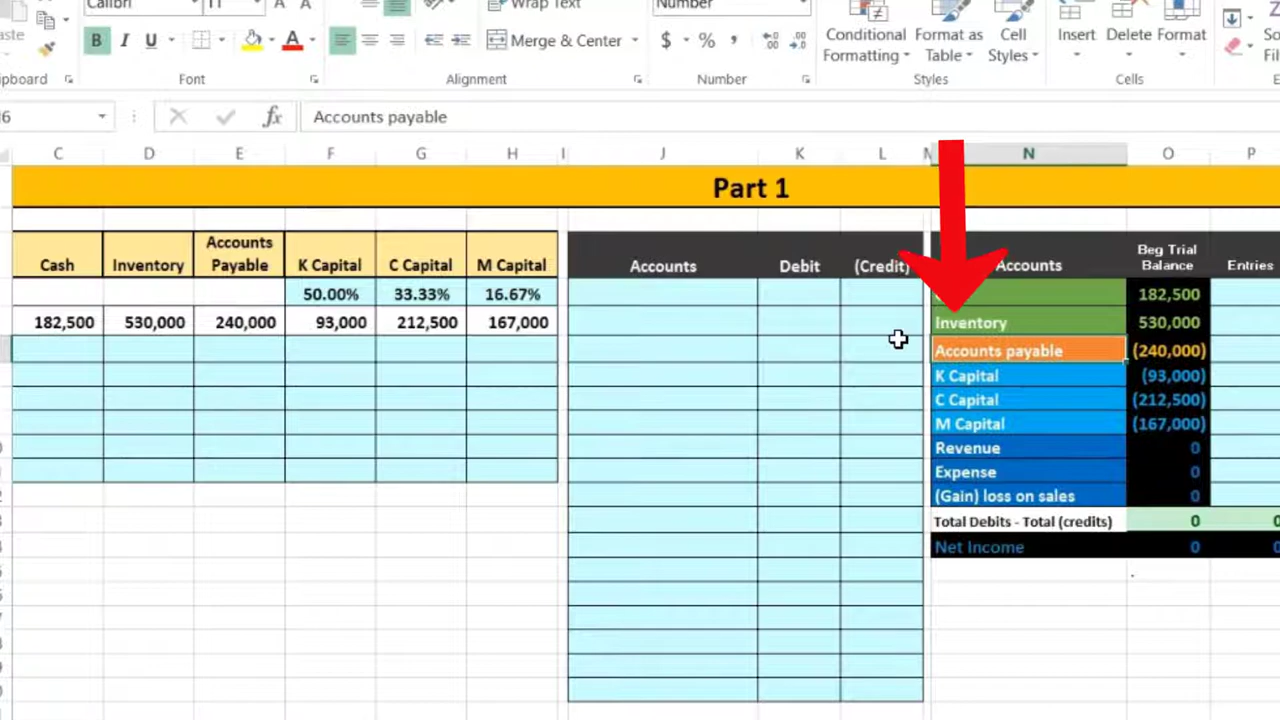 Calibri 11 A A Wrap Text Number
B I U A Merge & Center $ % Conditional Formatting Format as Table Cell Styles Insert Delete Format
Font Alignment Number Styles Cells
fx Accounts payable
C D E F G H I J K L M N O P
Part 1
Cash Inventory Accounts Payable K Capital C Capital M Capital Accounts Debit (Credit) Accounts Beg Trial Balance Entries
50.00% 33.33% 16.67% 182,500
182,500 530,000 240,000 93,000 212,500 167,000 Inventory 530,000
Accounts payable (240,000)
K Capital (93,000)
C Capital (212,500)
M Capital (167,000)
Revenue 0
Expense 0
(Gain) loss on sales 0
Total Debits - Total (credits) 0
Net Income 0